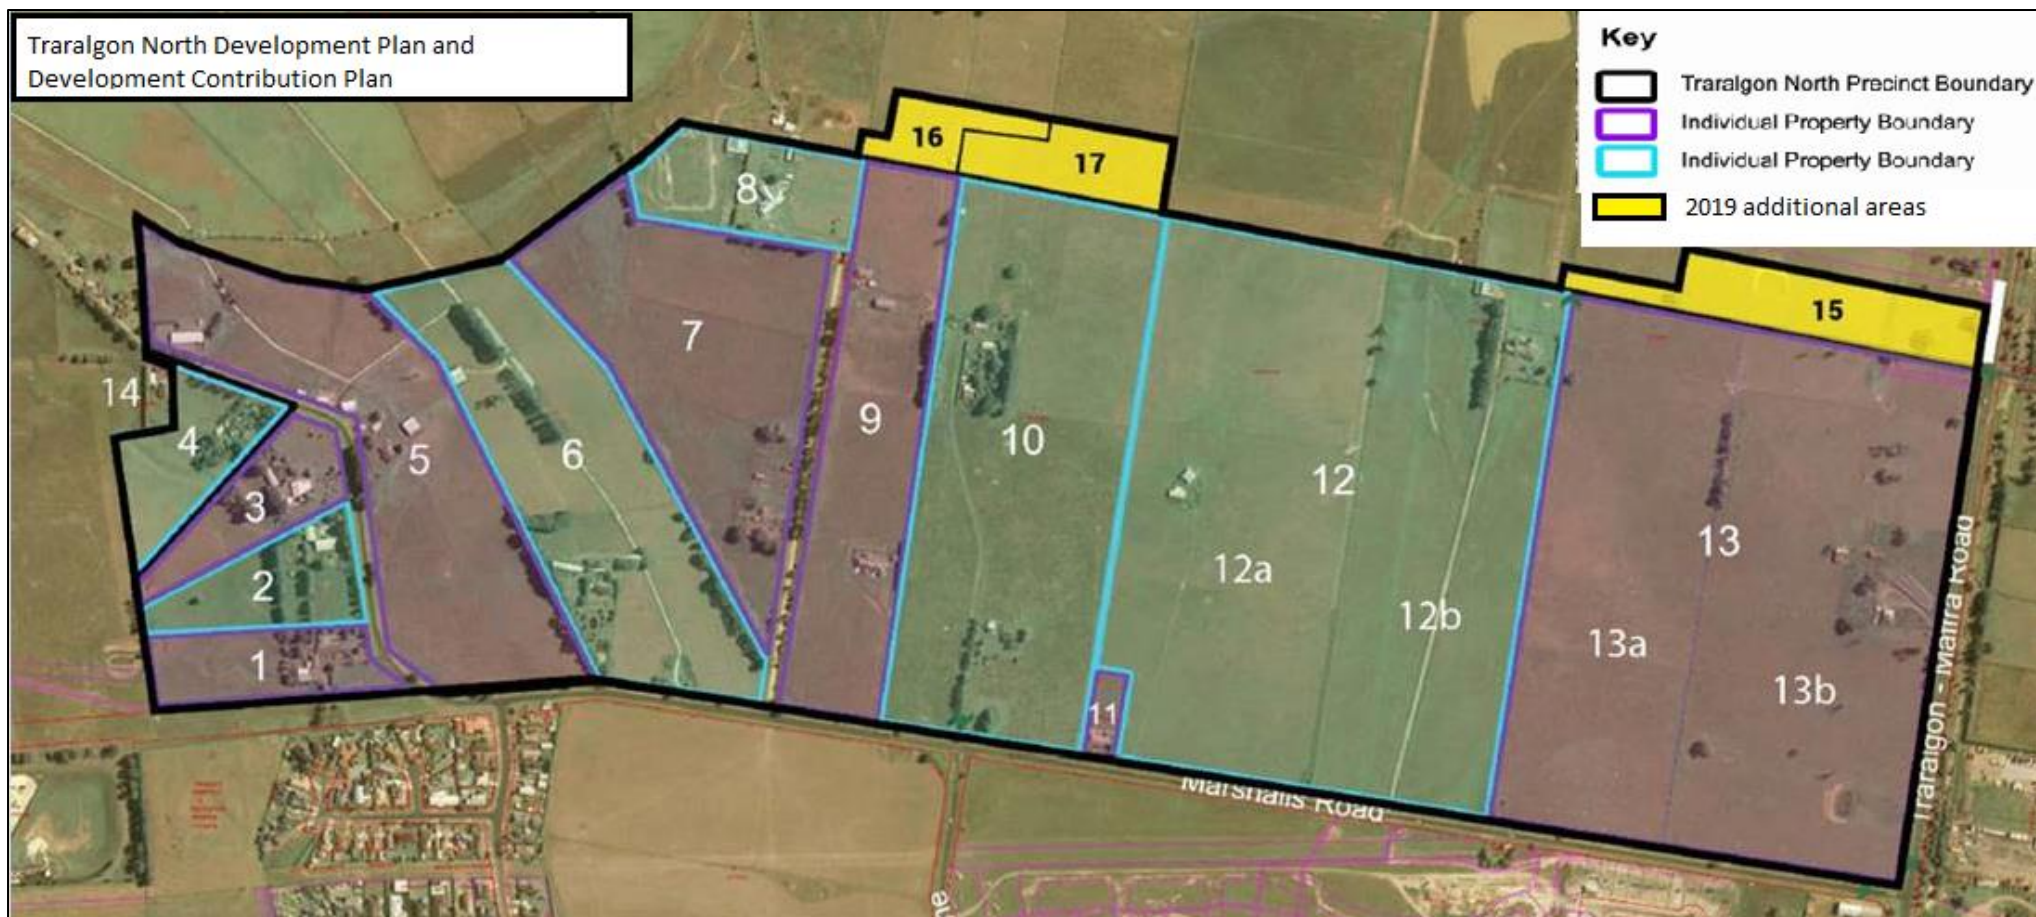 Traralgon North Development Plan and
Development Contribution Plan
Key
Traralgon North Precinct Boundary
Individual Property Boundary
Individual Property Boundary
2019 additional areas
16
17
8
15
7
14
9
4
10
5
6
12
3
13
12a
2
12b
13a
1
13b
11
Marshalls Road
Traralgon - Maffra Road
ne